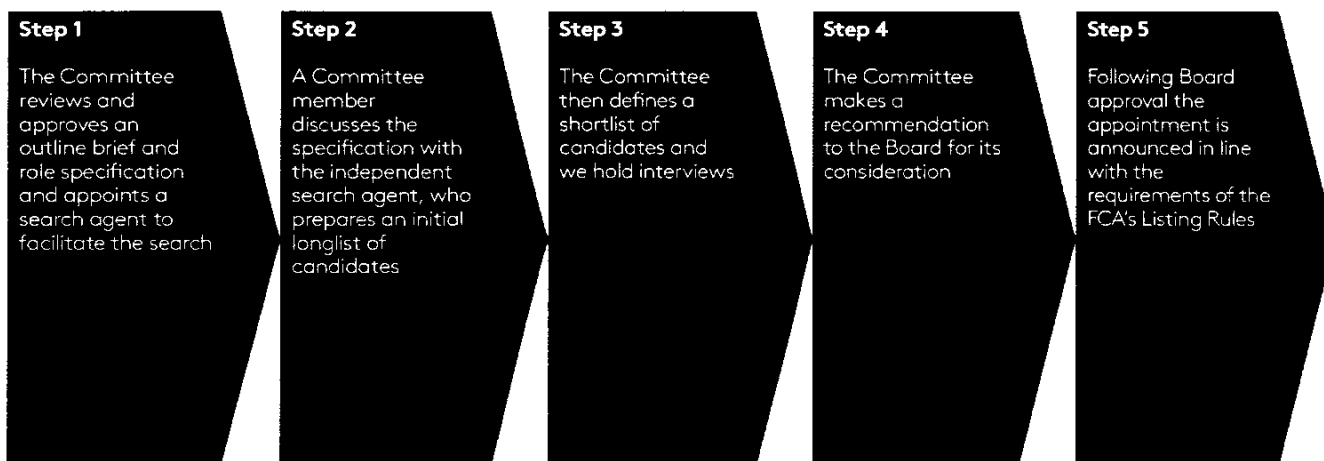 Step 1
The Committee
reviews and
approves an
outline brief and
role specification
and appoints a
search agent to
facilitate the search
Step 2
A Committee
member
discusses the
specification with
the independent
search agent, who
prepares an initial
longlist of
candidates
Step 3
The Committee
then defines a
shortlist of
candidates and
we hold interviews
Step 4
The Committee
makes a
recommendation
to the Board for its
consideration
Step 5
Following Board
approval the
appointment is
announced in line
with the
requirements of the
FCA's Listing Rules